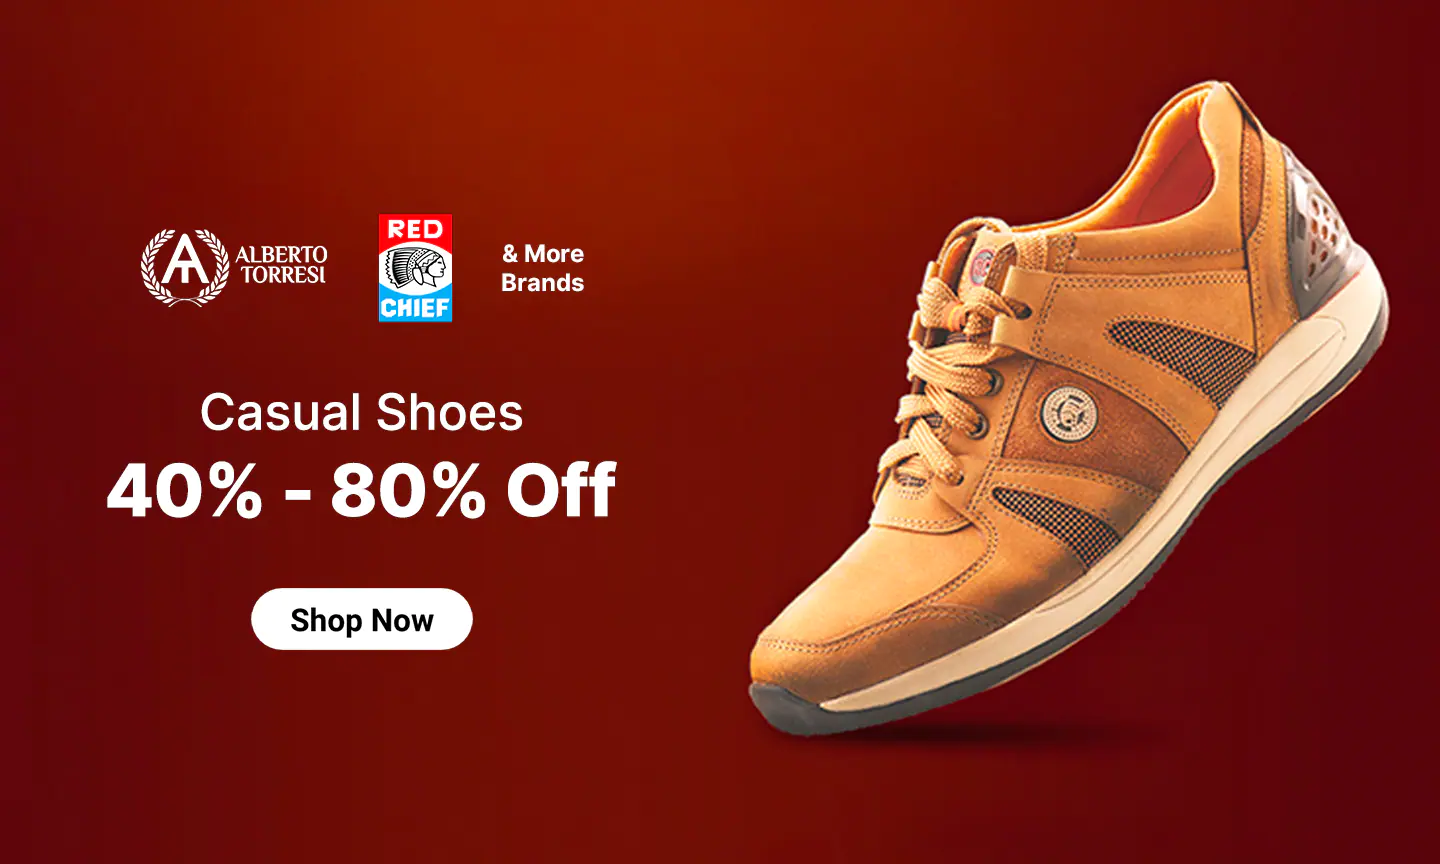 ALBERTO
TORRESI
RED
CHIEF
& More
Brands
Casual Shoes
40% - 80% Off
Shop Now